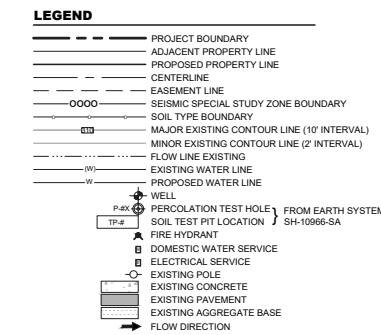 LEGEND
PROJECT BOUNDARY
ADJACENT PROPERTY LINE
PROPOSED PROPERTY LINE
CENTERLINE
EASEMENT LINE
OOOO SEISMIC SPECIAL STUDY ZONE BOUNDARY
SOIL TYPE BOUNDARY
MAJOR EXISTING CONTOUR LINE (10' INTERVAL)
MINOR EXISTING CONTOUR LINE (2' INTERVAL)
FLOW LINE EXISTING
(W) EXISTING WATER LINE
W PROPOSED WATER LINE
WELL
P-#X PERCOLATION TEST HOLE } FROM EARTH SYSTEM
TP-# SOIL TEST PIT LOCATION } SH-10966-SA
FIRE HYDRANT
DOMESTIC WATER SERVICE
ELECTRICAL SERVICE
EXISTING POLE
EXISTING CONCRETE
EXISTING PAVEMENT
EXISTING AGGREGATE BASE
FLOW DIRECTION